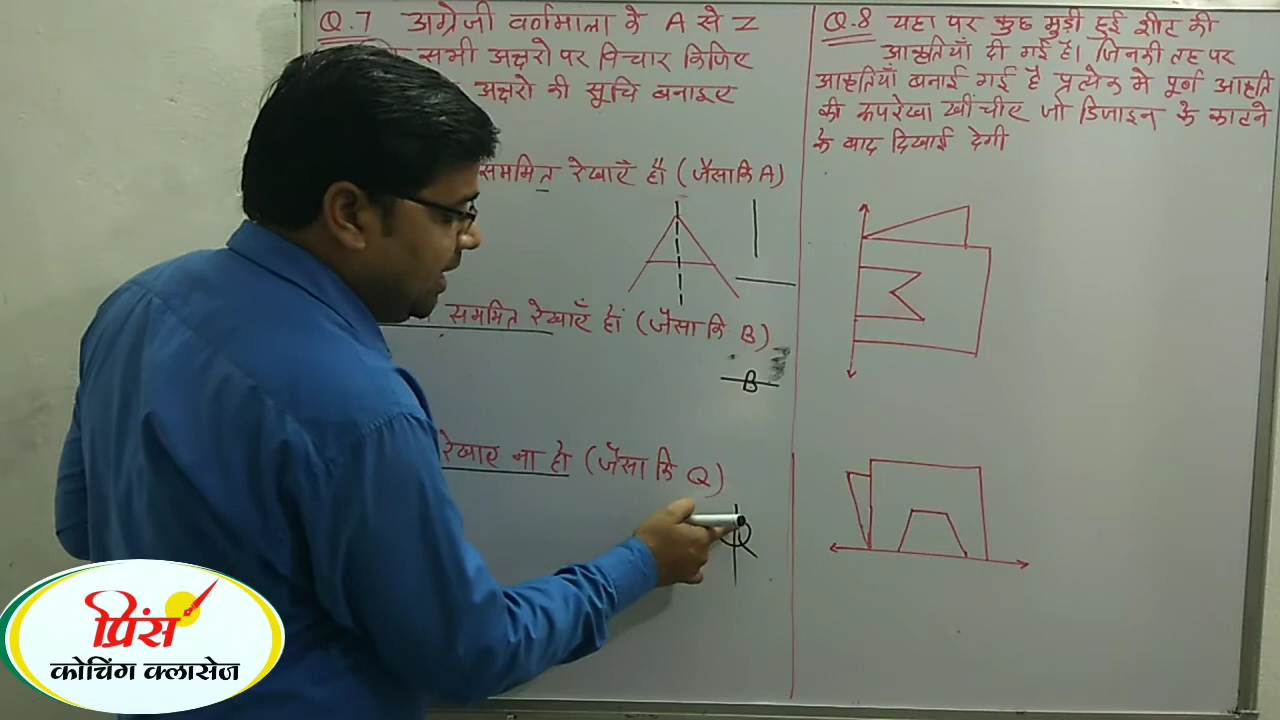 Q.7 अग्रेजी वर्णमाला के A से Z
सभी अक्षरो पर विचार किजिए
अक्षरो की सूचि बनाइए
सममित रेखाएँ हो (जैसा कि A)
सममित रेखाएँ हों (जैसा कि B)
B
रेखाए ना हो (जैसा कि Q)
Q.8 यहा पर कुछ मुड़ी हुई शीट की
आकृतियाँ दी गई है। जिनकी तह पर
आकृतियाँ बनाई गई है प्रत्येक मे पूर्ण आकृति
की रूपरेखा खींचीए जो डिजाइन के काटने
के बाद दिखाई देगी
प्रिंस
कोचिंग क्लासेज